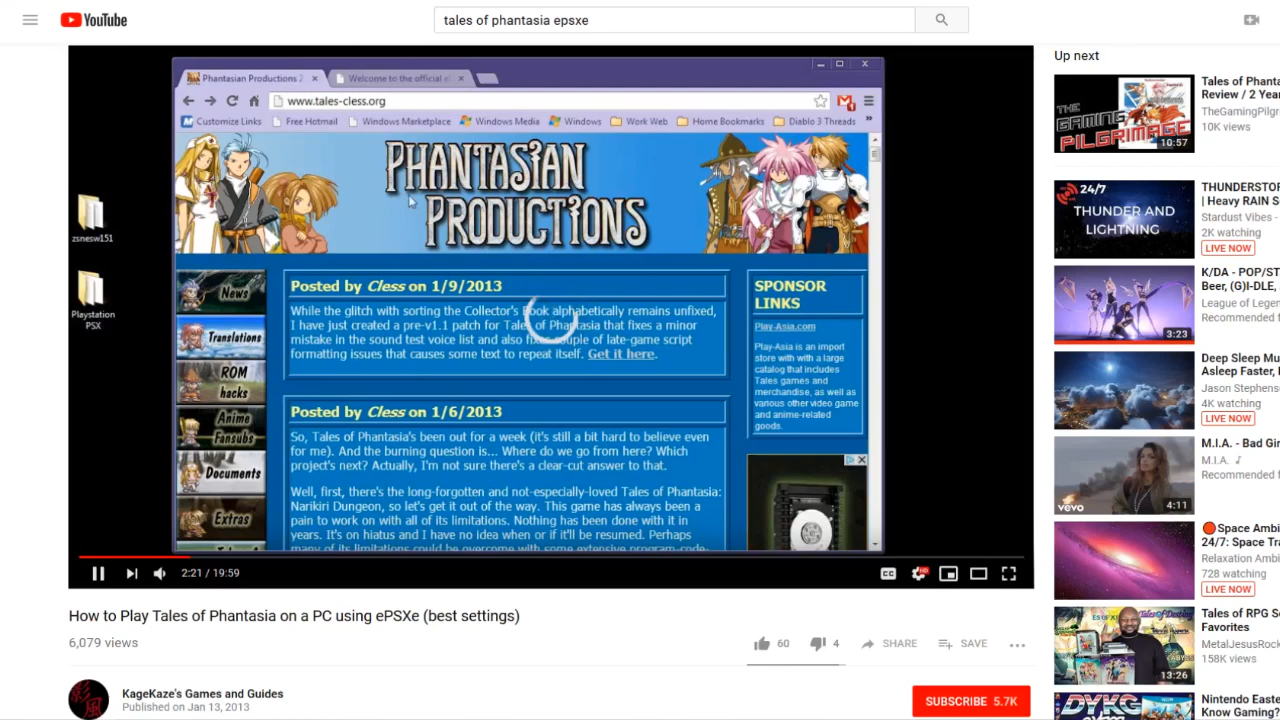 YouTube
tales of phantasia epsxe
Phantasian Productions 2
Welcome to the official e
www.tales-cless.org
Customize Links
Free Hotmail
Windows Marketplace
Windows Media
Windows
Work Web
Home Bookmarks
Diablo 3 Threads
»
PHANTASIAN
PRODUCTIONS
zsnesw151
Playstation
PSX
News
Translations
ROM
hacks
Anime
Fansubs
Documents
Extras
Posted by Cless on 1/9/2013
While the glitch with sorting the Collector's Book alphabetically remains unfixed,
I have just created a pre-v1.1 patch for Tales of Phantasia that fixes a minor
mistake in the sound test voice list and also fixes couple of late-game script
formatting issues that causes some text to repeat itself. Get it here.
Posted by Cless on 1/6/2013
So, Tales of Phantasia's been out for a week (it's still a bit hard to believe even
for me). And the burning question is... Where do we go from here? Which
project's next? Actually, I'm not sure there's a clear-cut answer to that.
Well, first, there's the long-forgotten and not-especially-loved Tales of Phantasia:
Narikiri Dungeon, so let's get it out of the way. This game has always been a
pain to work on with all of its limitations. Nothing has been done with it in
years. It's on hiatus and I have no idea when or if it'll be resumed. Perhaps
many of its limitations could be overcome with some extensive program-code-
SPONSOR
LINKS
Play-Asia.com
Play-Asia is an import
store with with a large
catalog that includes
Tales games and
merchandise, as well as
various other video game
and anime-related
goods.
2:21 / 19:59
CC
HD
How to Play Tales of Phantasia on a PC using ePSXe (best settings)
6,079 views
60
4
SHARE
SAVE
KageKaze's Games and Guides
Published on Jan 13, 2013
SUBSCRIBE 5.7K
Up next
THE
GAMING
PILGRIMAGE
10:57
Tales of Phanta
Review / 2 Year
TheGamingPilgr
10K views
24/7
THUNDER AND
LIGHTNING
THUNDERSTO
| Heavy RAIN S
Stardust Vibes -
2K watching
LIVE NOW
3:23
K/DA - POP/ST
Beer, (G)I-DLE,
League of Legen
Recommended f
Deep Sleep Mu
Asleep Faster,
Jason Stephens
4K watching
LIVE NOW
vevo
4:11
M.I.A. - Bad Gir
M.I.A.
Recommended f
Space Ambi
24/7: Space Tra
Relaxation Ambi
728 watching
LIVE NOW
13:26
Tales of RPG Se
Favorites
MetalJesusRock
158K views
DYKG
Nintendo Easte
Know Gaming?